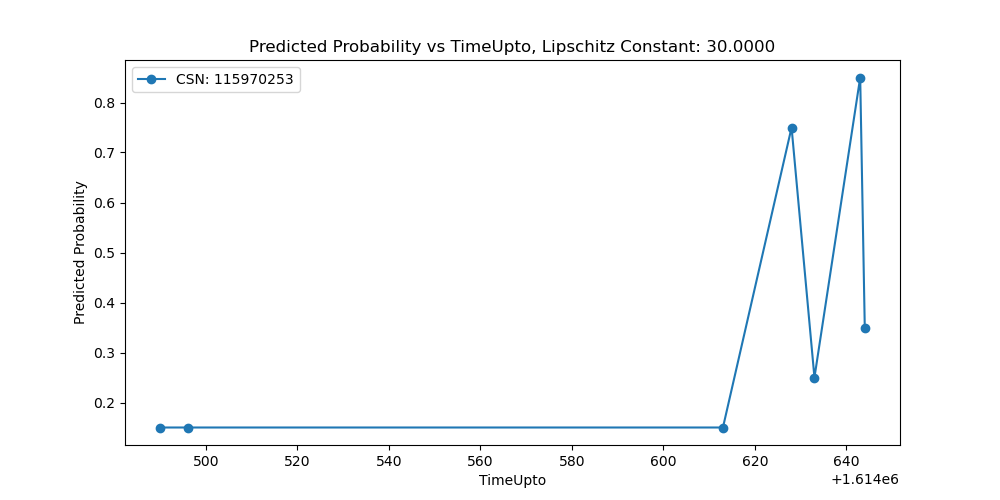 Predicted Probability vs TimeUpto, Lipschitz Constant: 30.0000
CSN: 115970253
Predicted Probability
0.8
0.7
0.6
0.5
0.4
0.3
0.2
500 520 540 560 580 600 620 640
TimeUpto
+1.614e6